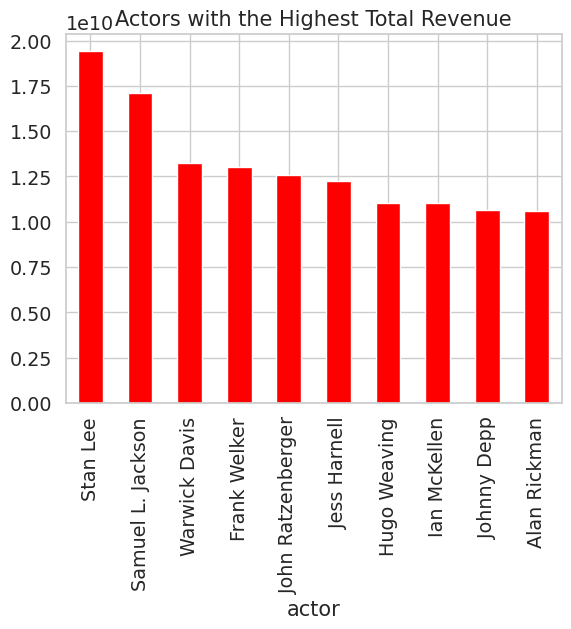 Actors with the Highest Total Revenue
1e10
2.00
1.75
1.50
1.25
1.00
0.75
0.50
0.25
0.00
Stan Lee
Samuel L. Jackson
Warwick Davis
Frank Welker
John Ratzenberger
Jess Harnell
Hugo Weaving
Ian McKellen
Johnny Depp
Alan Rickman
actor